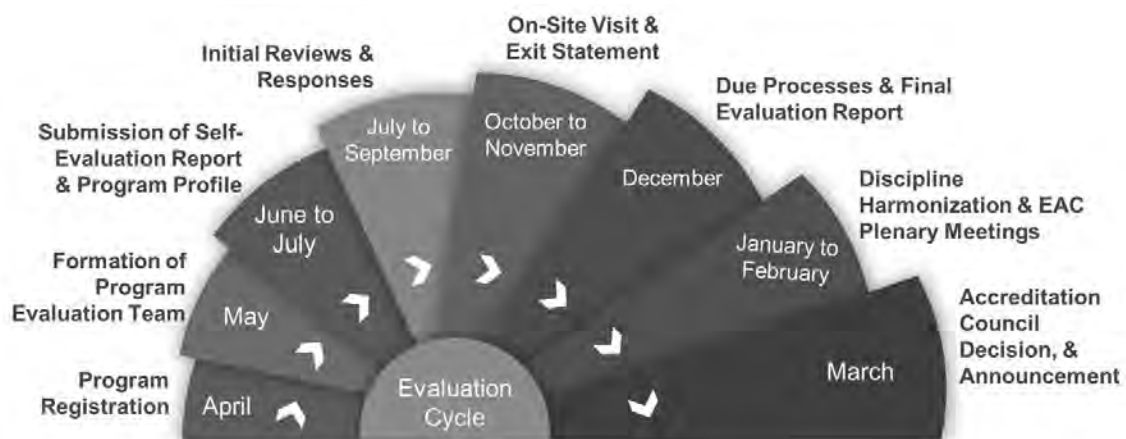 Program
Registration
April
Formation of
Program
Evaluation Team
May
Submission of Self-
Evaluation Report
& Program Profile
June to
July
Initial Reviews &
Responses
July to
September
On-Site Visit &
Exit Statement
October to
November
Due Processes & Final
Evaluation Report
December
Discipline
Harmonization & EAC
Plenary Meetings
January to
February
Accreditation
Council
Decision, &
Announcement
March
Evaluation
Cycle